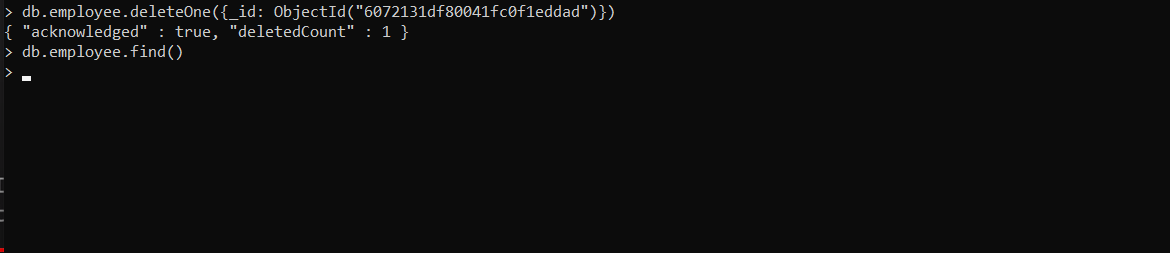 > db.employee.deleteOne({_id: ObjectId("6072131df80041fc0f1eddad")})
{ "acknowledged" : true, "deletedCount" : 1 }
> db.employee.find()
>